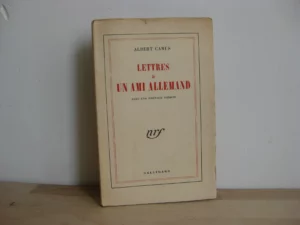 ALBERT CAMUS
LETTRES
A
UN AMI ALLEMAND
nrf
GALLIMARD